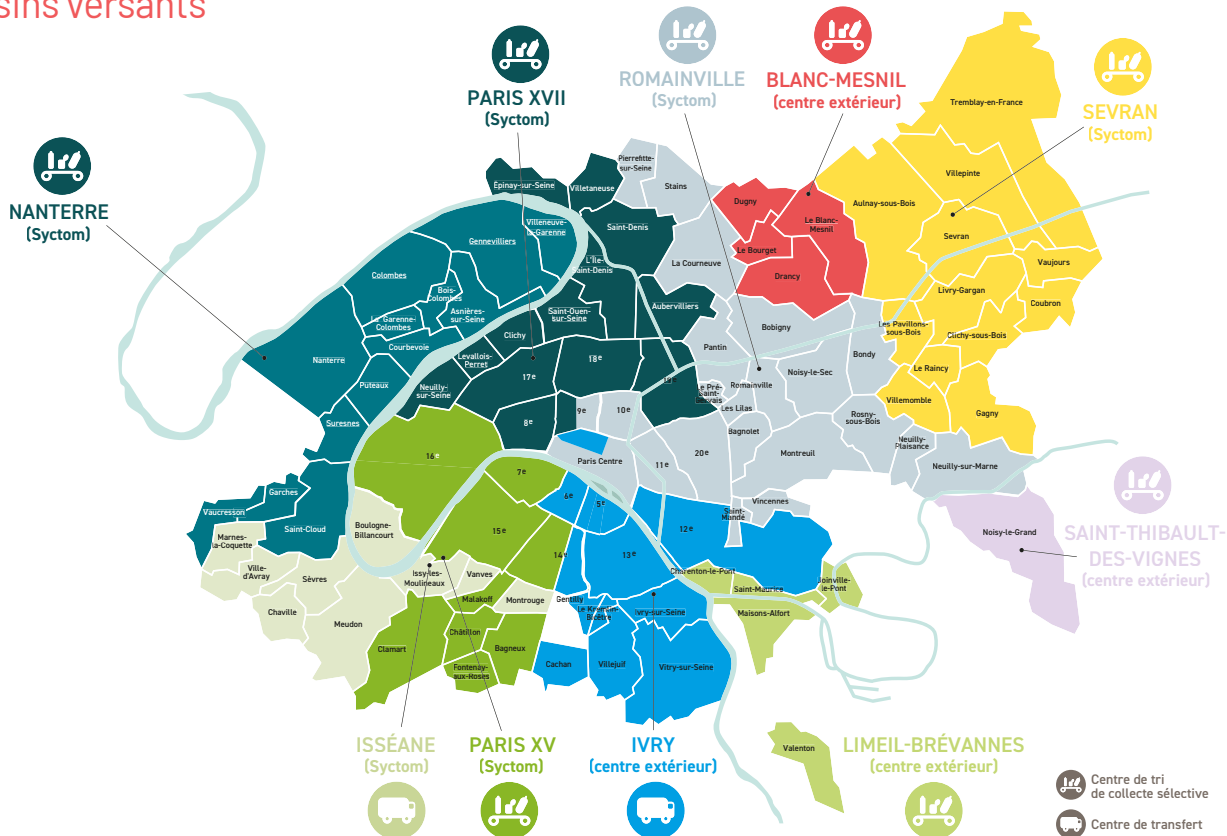 sins versants
NANTERRE
(Syctom)
PARIS XVII
(Syctom)
ROMAINVILLE
(Syctom)
BLANC-MESNIL
(centre extérieur)
SEVRAN
(Syctom)
Tremblay-en-France
Villepinte
Aulnay-sous-Bois
Sevran
Vaujours
Livry-Gargan
Coubron
Clichy-sous-Bois
Les Pavillons-
sous-Bois
Le Raincy
Villemomble
Gagny
Dugny
Le Blanc-
Mesnil
Le Bourget
Drancy
Pierrefitte-
sur-Seine
Stains
La Courneuve
Bobigny
Pantin
Bondy
Noisy-le-Sec
Romainville
Le Pré-
Saint-
Gervais
Les Lilas
Bagnolet
Montreuil
Rosny-
sous-Bois
Neuilly-
Plaisance
Neuilly-sur-Marne
Vincennes
Saint-
Mandé
9e
10e
11e
20e
Paris Centre
Épinay-sur-Seine
Villetaneuse
Saint-Denis
L'Île-
Saint-Denis
Saint-Ouen-
sur-Seine
Aubervilliers
Clichy
Levallois-
Perret
Neuilly-
sur-Seine
17e
18e
19e
8e
Villeneuve-
la-Garenne
Gennevilliers
Colombes
Bois-
Colombes
Asnières-
sur-Seine
La Garenne-
Colombes
Courbevoie
Nanterre
Puteaux
Suresnes
Garches
Vaucresson
Saint-Cloud
Marnes-
la-Coquette
Ville-
d'Avray
Sèvres
Chaville
Meudon
Boulogne-
Billancourt
Issy-les-
Moulineaux
Vanves
Montrouge
16e
7e
15e
14e
Malakoff
Châtillon
Clamart
Bagneux
Fontenay-
aux-Roses
6e
5e
13e
12e
Gentilly
Le Kremlin-
Bicêtre
Ivry-sur-Seine
Cachan
Villejuif
Vitry-sur-Seine
Charenton-le-Pont
Saint-Maurice
Joinville-
le-Pont
Maisons-Alfort
Valenton
Noisy-le-Grand
SAINT-THIBAULT-
DES-VIGNES
(centre extérieur)
ISSÉANE
(Syctom)
PARIS XV
(Syctom)
IVRY
(centre extérieur)
LIMEIL-BRÉVANNES
(centre extérieur)
Centre de tri
de collecte sélective
Centre de transfert